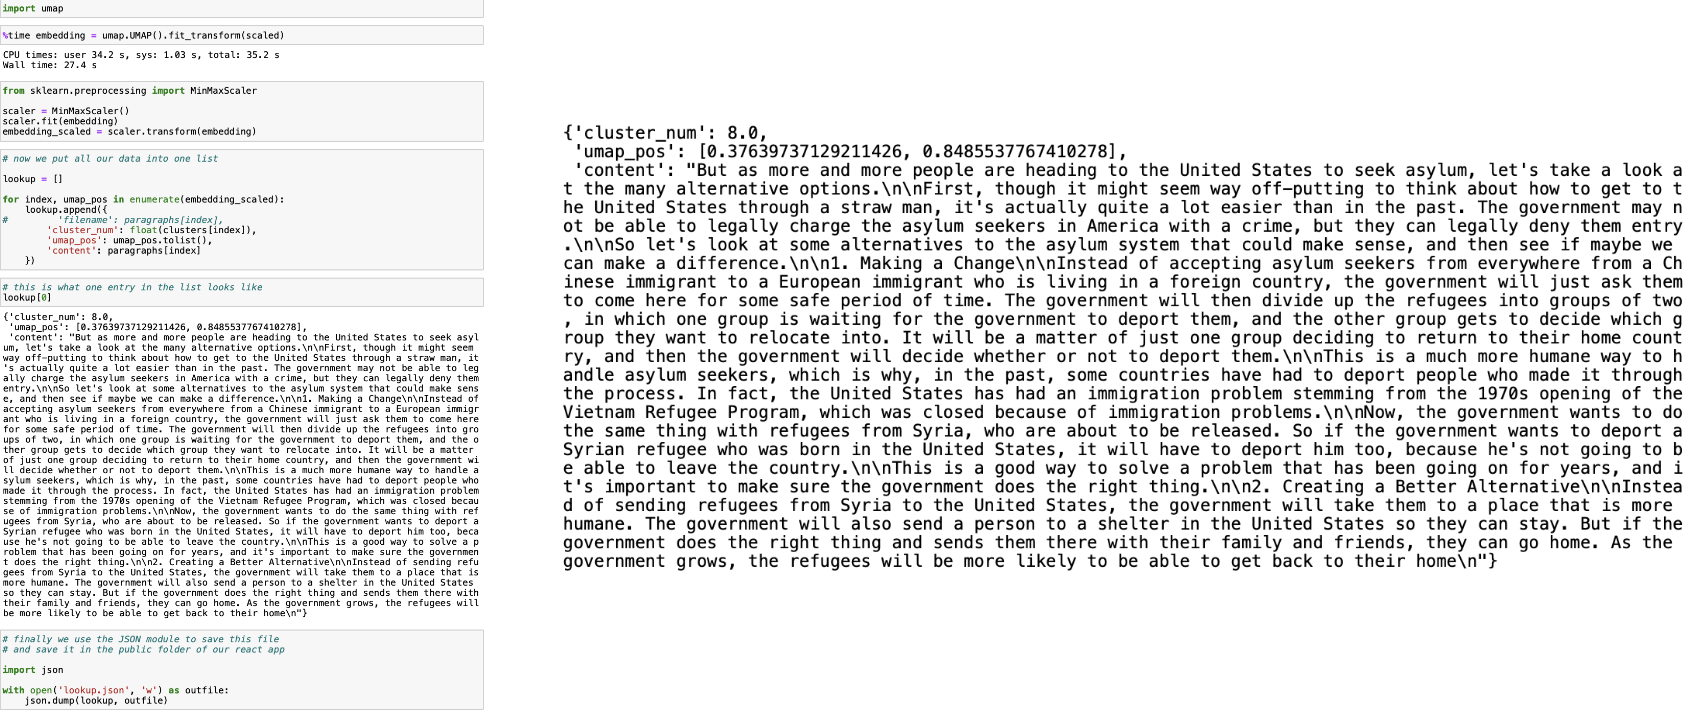 import umap
%time embedding = umap.UMAP().fit_transform(scaled)
CPU times: user 34.2 s, sys: 1.03 s, total: 35.2 s
Wall time: 27.4 s
from sklearn.preprocessing import MinMaxScaler
scaler = MinMaxScaler()
scaler.fit(embedding)
embedding_scaled = scaler.transform(embedding)
# now we put all our data into one list
lookup = []
for index, umap_pos in enumerate(embedding_scaled):
    lookup.append({
#        'filename': paragraphs[index],
        'cluster_num': float(clusters[index]),
        'umap_pos': umap_pos.tolist(),
        'content': paragraphs[index]
    })
# this is what one entry in the list looks like
lookup[0]
{'cluster_num': 8.0,
 'umap_pos': [0.37639737129211426, 0.8485537767410278],
 'content': "But as more and more people are heading to the United States to seek asyl
um, let's take a look at the many alternative options.\n\nFirst, though it might seem
way off-putting to think about how to get to the United States through a straw man, it
's actually quite a lot easier than in the past. The government may not be able to leg
ally charge the asylum seekers in America with a crime, but they can legally deny them
entry.\n\nSo let's look at some alternatives to the asylum system that could make sens
e, and then see if maybe we can make a difference.\n\n1. Making a Change\n\nInstead of
accepting asylum seekers from everywhere from a Chinese immigrant to a European immigr
ant who is living in a foreign country, the government will just ask them to come here
for some safe period of time. The government will then divide up the refugees into gro
ups of two, in which one group is waiting for the government to deport them, and the o
ther group gets to decide which group they want to relocate into. It will be a matter
of just one group deciding to return to their home country, and then the government wi
ll decide whether or not to deport them.\n\nThis is a much more humane way to handle a
sylum seekers, which is why, in the past, some countries have had to deport people who
made it through the process. In fact, the United States has had an immigration problem
stemming from the 1970s opening of the Vietnam Refugee Program, which was closed becau
se of immigration problems.\n\nNow, the government wants to do the same thing with ref
ugees from Syria, who are about to be released. So if the government wants to deport a
Syrian refugee who was born in the United States, it will have to deport him too, beca
use he's not going to be able to leave the country.\n\nThis is a good way to solve a p
roblem that has been going on for years, and it's important to make sure the governmen
t does the right thing.\n\n2. Creating a Better Alternative\n\nInstead of sending refu
gees from Syria to the United States, the government will take them to a place that is
more humane. The government will also send a person to a shelter in the United States
so they can stay. But if the government does the right thing and sends them there with
their family and friends, they can go home. As the government grows, the refugees will
be more likely to be able to get back to their home\n"}
# finally we use the JSON module to save this file
# and save it in the public folder of our react app
import json
with open('lookup.json', 'w') as outfile:
    json.dump(lookup, outfile)
{'cluster_num': 8.0,
 'umap_pos': [0.37639737129211426, 0.8485537767410278],
 'content': "But as more and more people are heading to the United States to seek asylum, let's take a look a
t the many alternative options.\n\nFirst, though it might seem way off-putting to think about how to get to t
he United States through a straw man, it's actually quite a lot easier than in the past. The government may n
ot be able to legally charge the asylum seekers in America with a crime, but they can legally deny them entry
.\n\nSo let's look at some alternatives to the asylum system that could make sense, and then see if maybe we
can make a difference.\n\n1. Making a Change\n\nInstead of accepting asylum seekers from everywhere from a Ch
inese immigrant to a European immigrant who is living in a foreign country, the government will just ask them
to come here for some safe period of time. The government will then divide up the refugees into groups of two
, in which one group is waiting for the government to deport them, and the other group gets to decide which g
roup they want to relocate into. It will be a matter of just one group deciding to return to their home count
ry, and then the government will decide whether or not to deport them.\n\nThis is a much more humane way to h
andle asylum seekers, which is why, in the past, some countries have had to deport people who made it through
the process. In fact, the United States has had an immigration problem stemming from the 1970s opening of the
Vietnam Refugee Program, which was closed because of immigration problems.\n\nNow, the government wants to do
the same thing with refugees from Syria, who are about to be released. So if the government wants to deport a
Syrian refugee who was born in the United States, it will have to deport him too, because he's not going to b
e able to leave the country.\n\nThis is a good way to solve a problem that has been going on for years, and i
t's important to make sure the government does the right thing.\n\n2. Creating a Better Alternative\n\nInstea
d of sending refugees from Syria to the United States, the government will take them to a place that is more
humane. The government will also send a person to a shelter in the United States so they can stay. But if the
government does the right thing and sends them there with their family and friends, they can go home. As the
government grows, the refugees will be more likely to be able to get back to their home\n"}